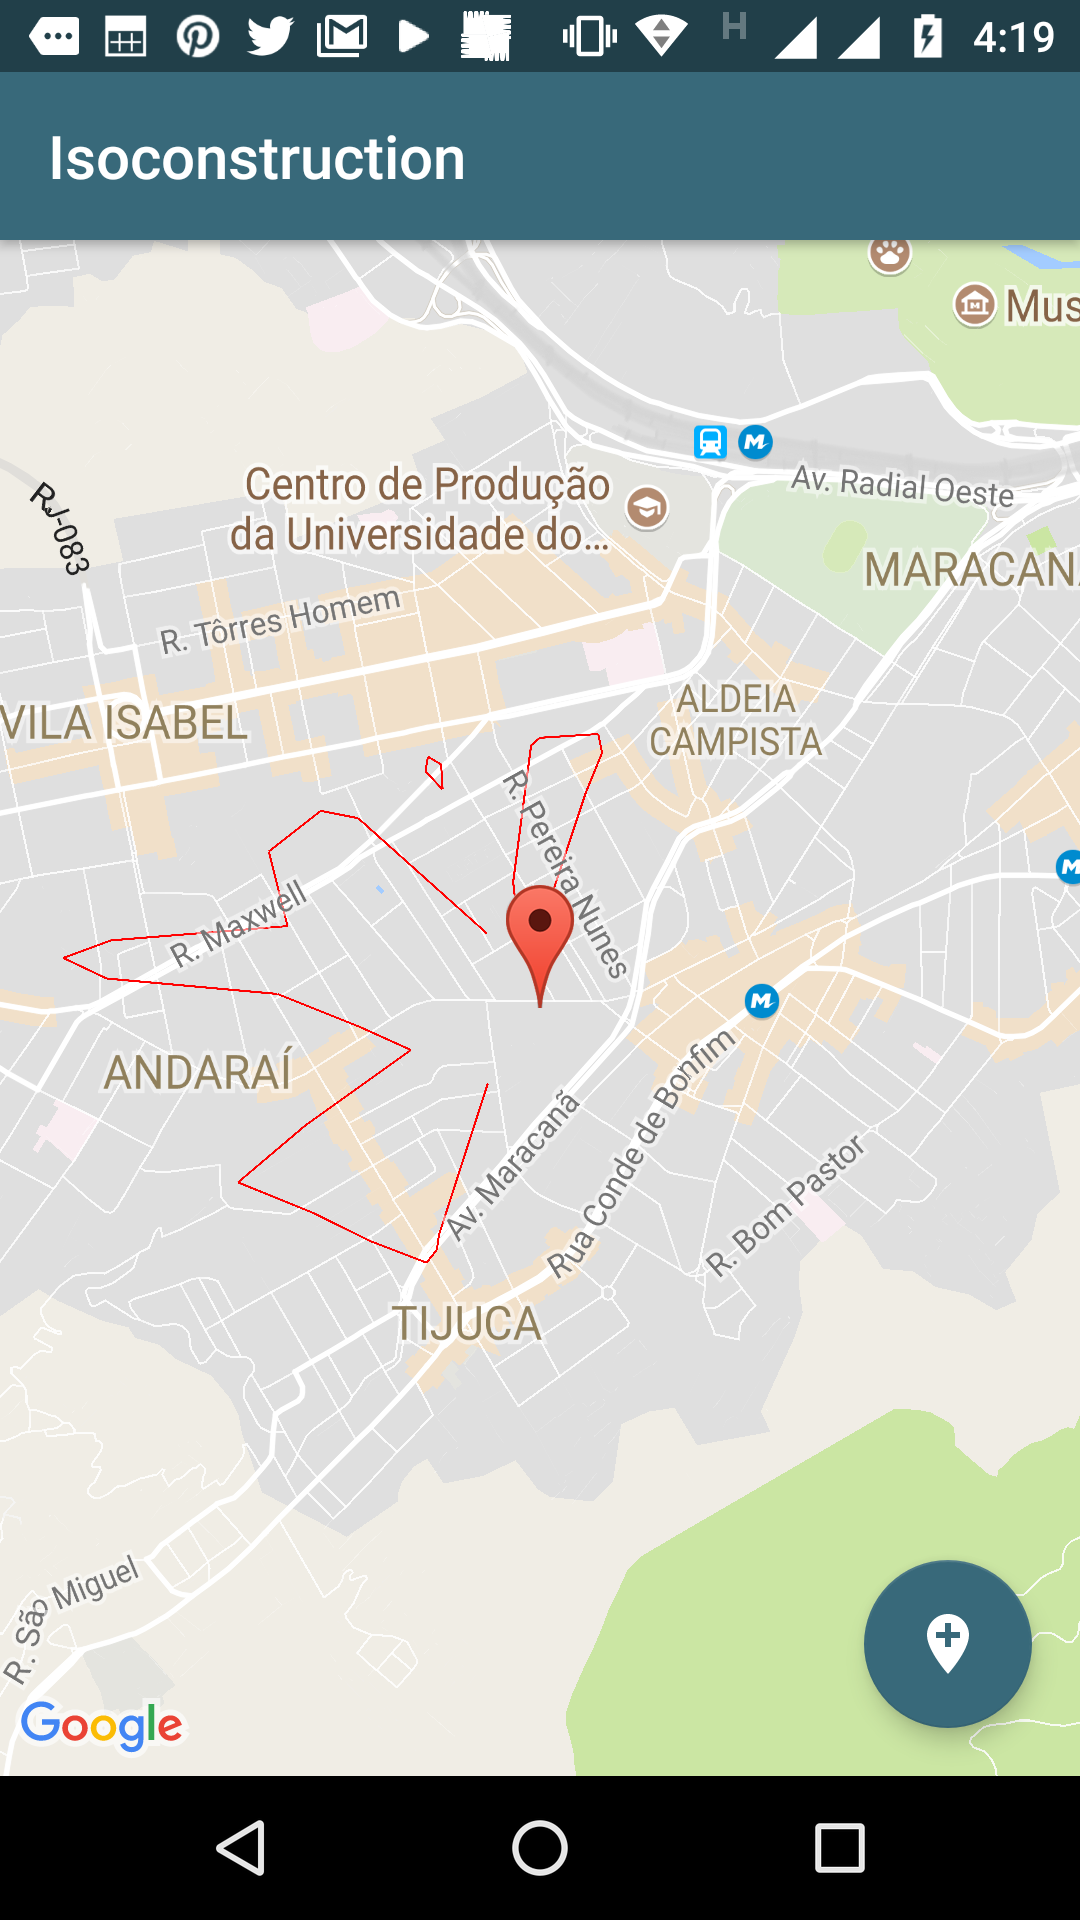 4:19
Isoconstruction
Mus
Centro de Produção
da Universidade do...
Av. Radial Oeste
RJ-083
MARACAN
R. Tôrres Homem
VILA ISABEL
ALDEIA
CAMPISTA
R. Pereira Nunes
R. Maxwell
ANDARAÍ
Av. Maracanã
Rua Conde de Bonfim
R. Bom Pastor
TIJUCA
R. São Miguel
Google